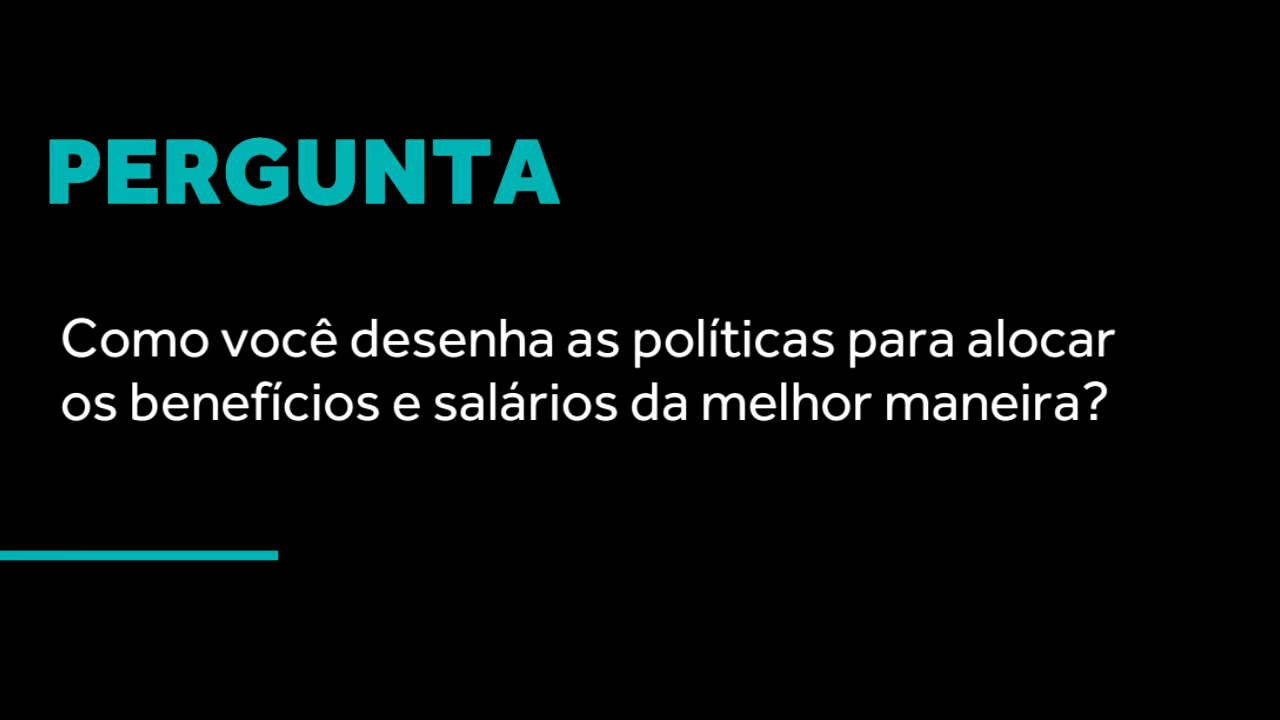 PERGUNTA
Como você desenha as políticas para alocar
os benefícios e salários da melhor maneira?